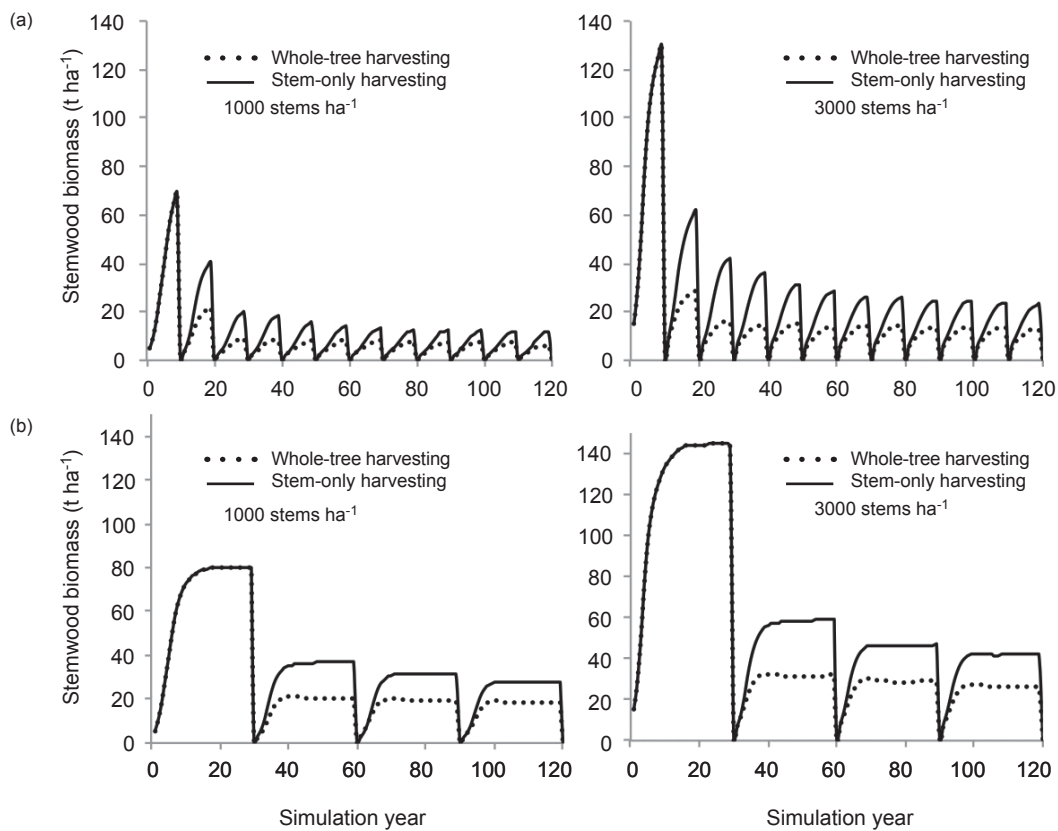 (a)
Stemwood biomass (t ha-1)
140
120
100
80
60
40
20
0
Whole-tree harvesting
Stem-only harvesting
1000 stems ha-1
0 20 40 60 80 100 120
140
120
100
80
60
40
20
0
Whole-tree harvesting
Stem-only harvesting
3000 stems ha-1
0 20 40 60 80 100 120
(b)
Stemwood biomass (t ha-1)
140
120
100
80
60
40
20
0
Whole-tree harvesting
Stem-only harvesting
1000 stems ha-1
0 20 40 60 80 100 120
Simulation year
140
120
100
80
60
40
20
0
Whole-tree harvesting
Stem-only harvesting
3000 stems ha-1
0 20 40 60 80 100 120
Simulation year